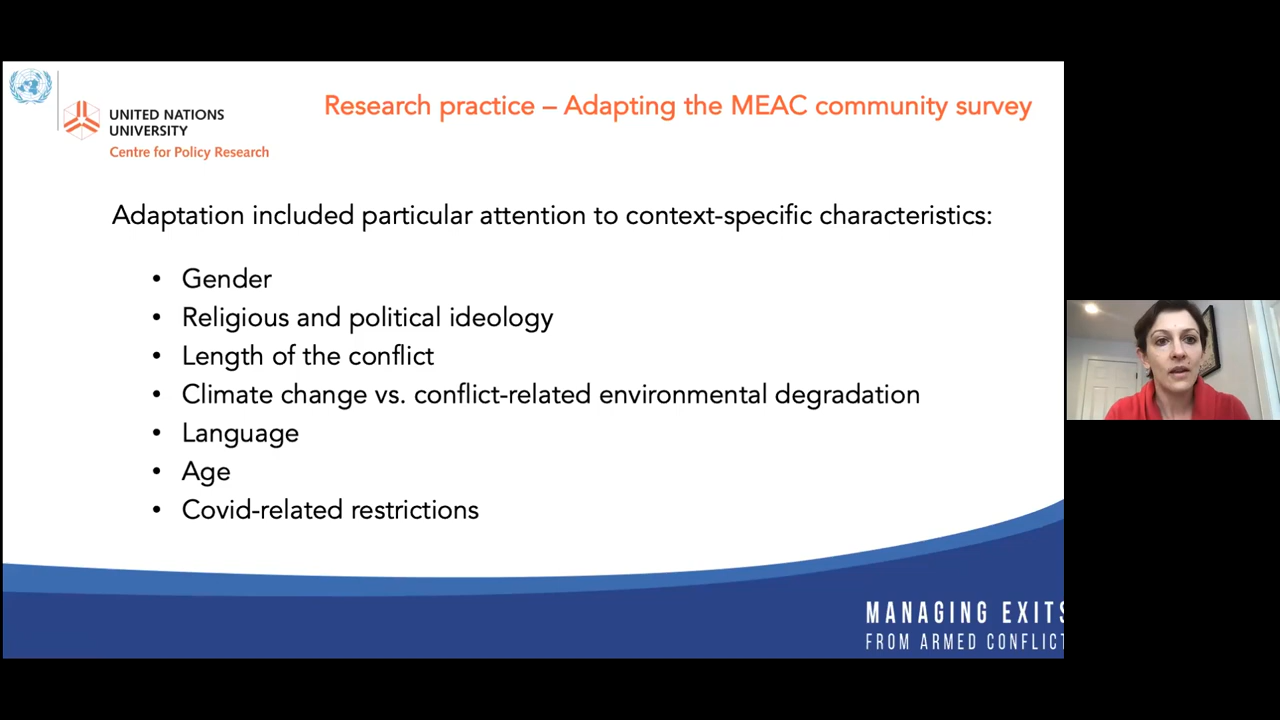 UNITED NATIONS
UNIVERSITY
Centre for Policy Research
Research practice – Adapting the MEAC community survey
Adaptation included particular attention to context-specific characteristics:
• Gender
• Religious and political ideology
• Length of the conflict
• Climate change vs. conflict-related environmental degradation
• Language
• Age
• Covid-related restrictions
MANAGING EXITS
FROM ARMED CONFLICT